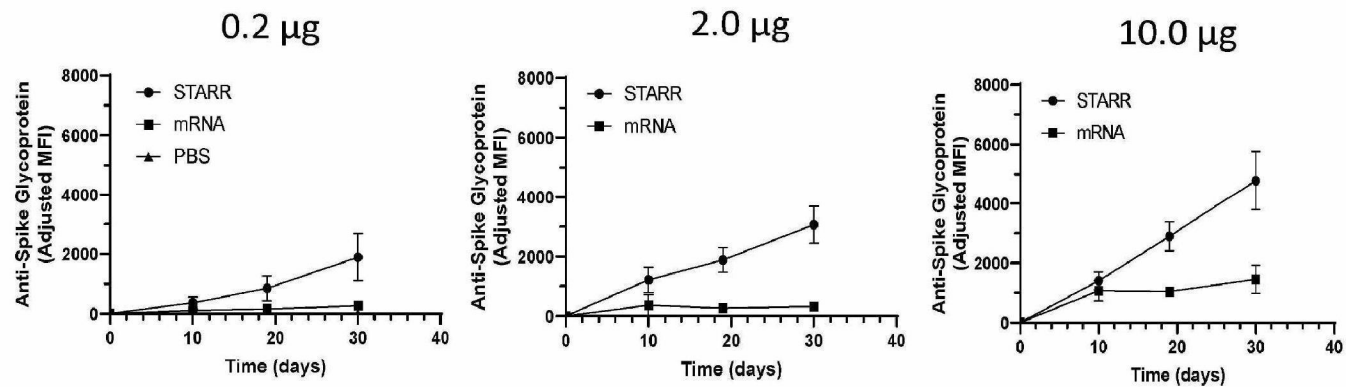 0.2 µg
8000
6000
4000
2000
0
Anti-Spike Glycoprotein
(Adjusted MFI)
STARR
mRNA
PBS
0 10 20 30 40
Time (days)
2.0 µg
8000
6000
4000
2000
0
Anti-Spike Glycoprotein
(Adjusted MFI)
STARR
mRNA
0 10 20 30 40
Time (days)
10.0 µg
8000
6000
4000
2000
0
Anti-Spike Glycoprotein
(Adjusted MFI)
STARR
mRNA
0 10 20 30 40
Time (days)